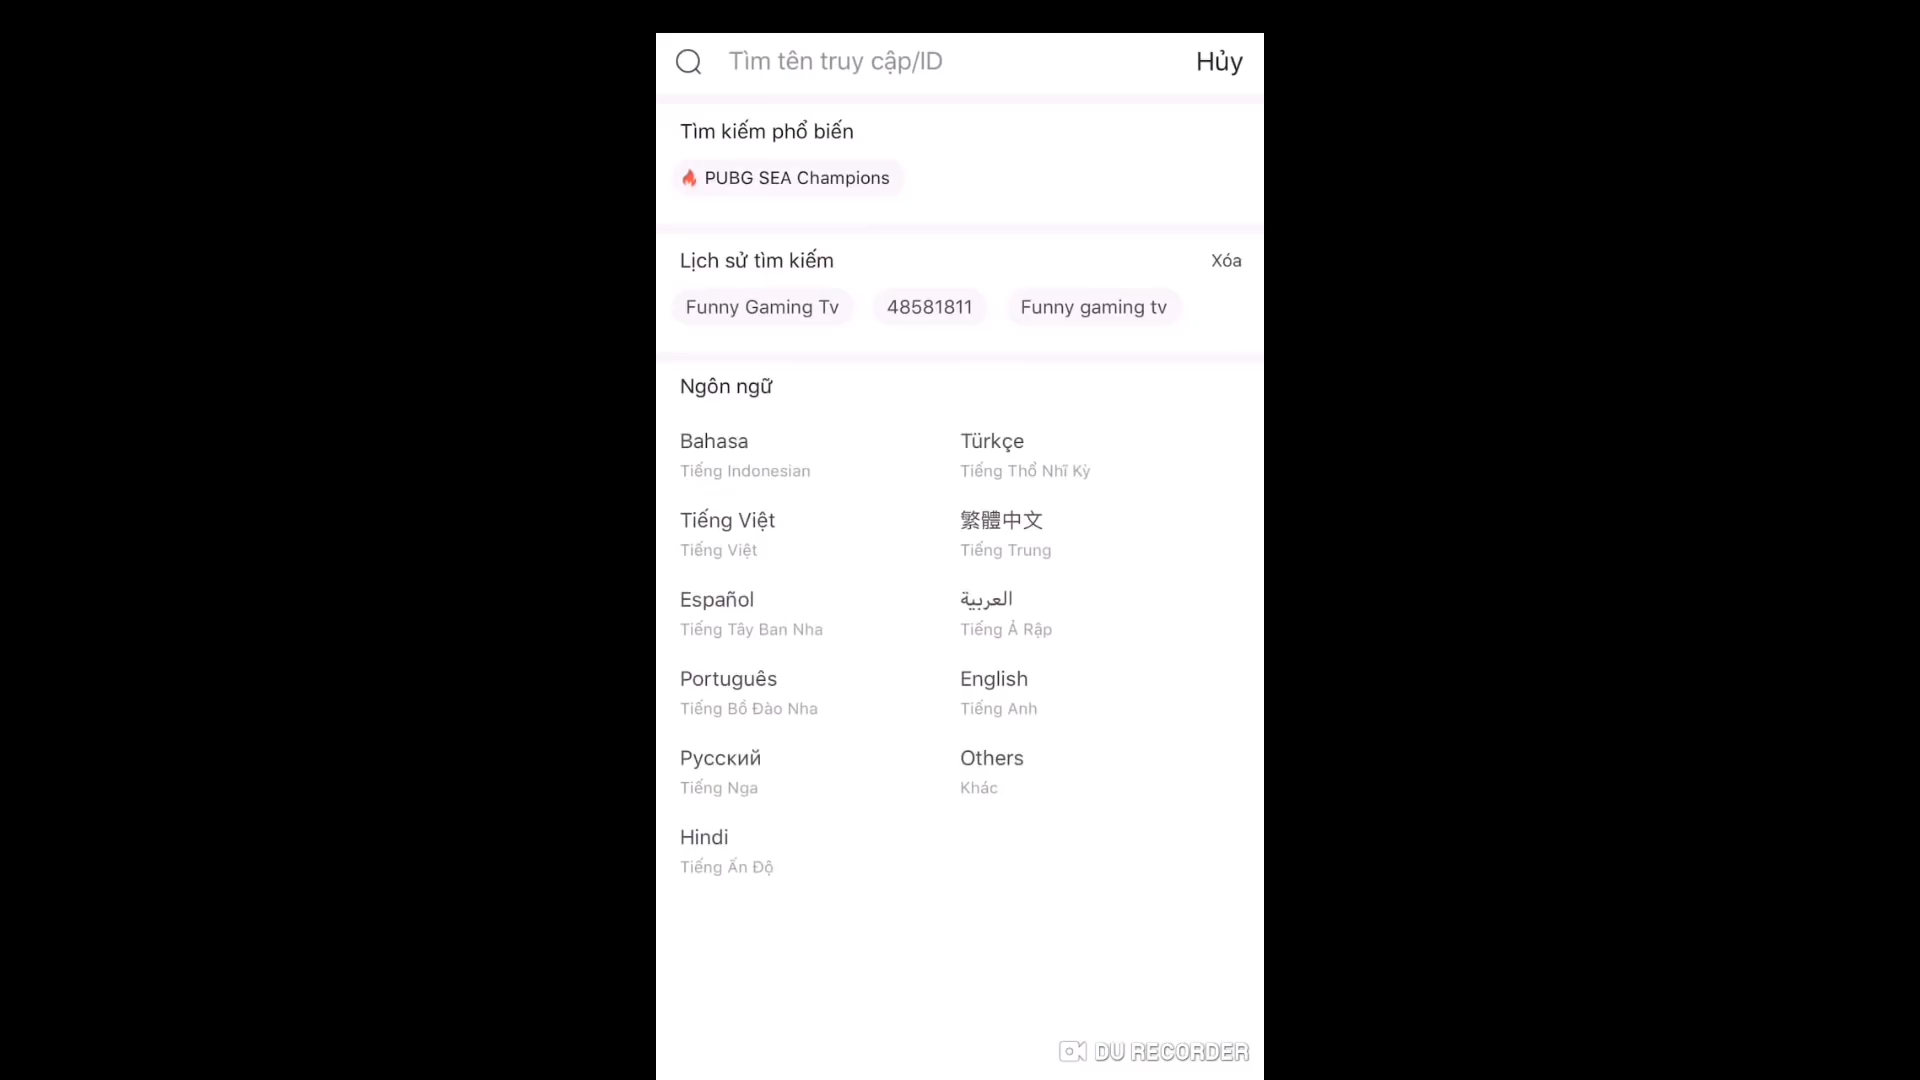 Tìm tên truy cập/ID
Hủy
Tìm kiếm phổ biến
🔥 PUBG SEA Champions
Lịch sử tìm kiếm
Xóa
Funny Gaming Tv
48581811
Funny gaming tv
Ngôn ngữ
Bahasa
Tiếng Indonesian
Türkçe
Tiếng Thổ Nhĩ Kỳ
Tiếng Việt
Tiếng Việt
繁體中文
Tiếng Trung
Español
Tiếng Tây Ban Nha
العربية
Tiếng Ả Rập
Português
Tiếng Bồ Đào Nha
English
Tiếng Anh
Русский
Tiếng Nga
Others
Khác
Hindi
Tiếng Ấn Độ
DU RECORDER